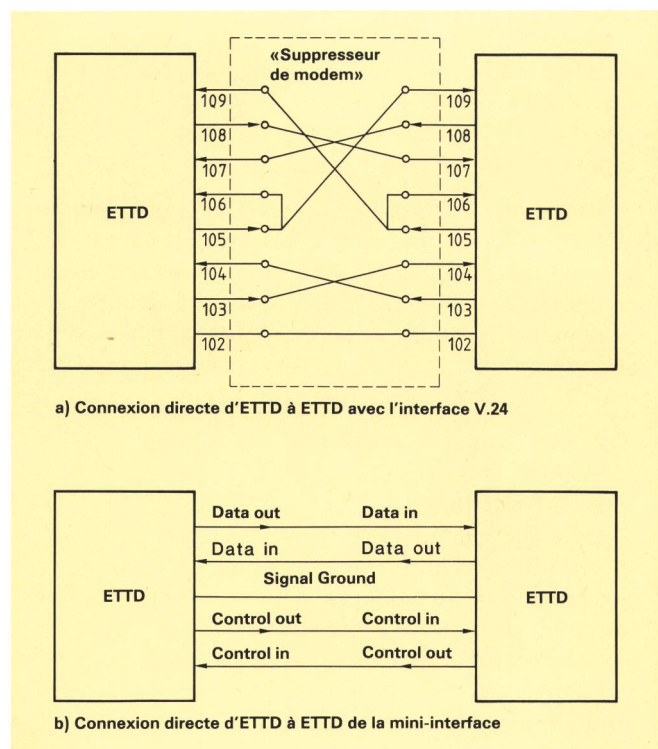 «Suppresseur
de modem»
109 109
108 108
107 107
106 106
ETTD ETTD
105 105
104 104
103 103
102 102
a) Connexion directe d'ETTD à ETTD avec l'interface V.24
Data out Data in
Data in Data out
Signal Ground
ETTD ETTD
Control out Control in
Control in Control out
b) Connexion directe d'ETTD à ETTD de la mini-interface